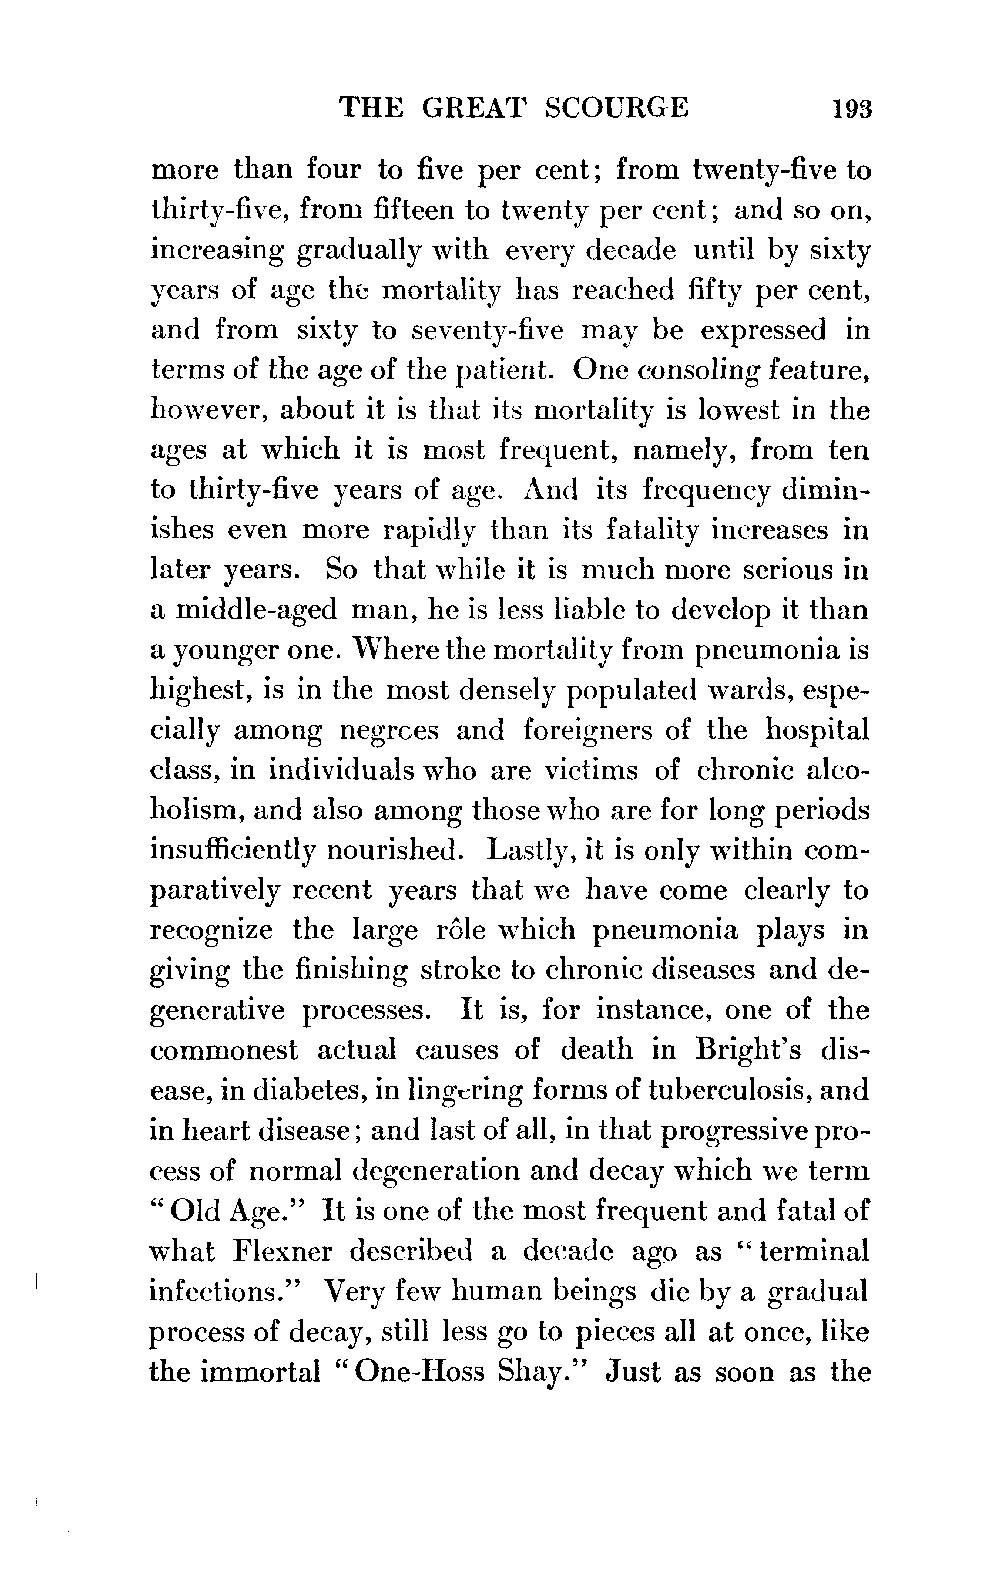 THE GREAT SCOURGE 193
more than four to five per cent; from twenty-five to
thirty-five, from fifteen to twenty per cent; and so on,
increasing gradually with every decade until by sixty
years of age the mortality has reached fifty per cent,
and from sixty to seventy-five may be expressed in
terms of the age of the patient. One consoling feature,
however, about it is that its mortality is lowest in the
ages at which it is most frequent, namely, from ten
to thirty-five years of age. And its frequency dimin-
ishes even more rapidly than its fatality increases in
later years. So that while it is much more serious in
a middle-aged man, he is less liable to develop it than
a younger one. Where the mortality from pneumonia is
highest, is in the most densely populated wards, espe-
cially among negroes and foreigners of the hospital
class, in individuals who are victims of chronic alco-
holism, and also among those who are for long periods
insufficiently nourished. Lastly, it is only within com-
paratively recent years that we have come clearly to
recognize the large rôle which pneumonia plays in
giving the finishing stroke to chronic diseases and de-
generative processes. It is, for instance, one of the
commonest actual causes of death in Bright's dis-
ease, in diabetes, in lingering forms of tuberculosis, and
in heart disease; and last of all, in that progressive pro-
cess of normal degeneration and decay which we term
"Old Age." It is one of the most frequent and fatal of
what Flexner described a decade ago as "terminal
infections." Very few human beings die by a gradual
process of decay, still less go to pieces all at once, like
the immortal "One-Hoss Shay." Just as soon as the